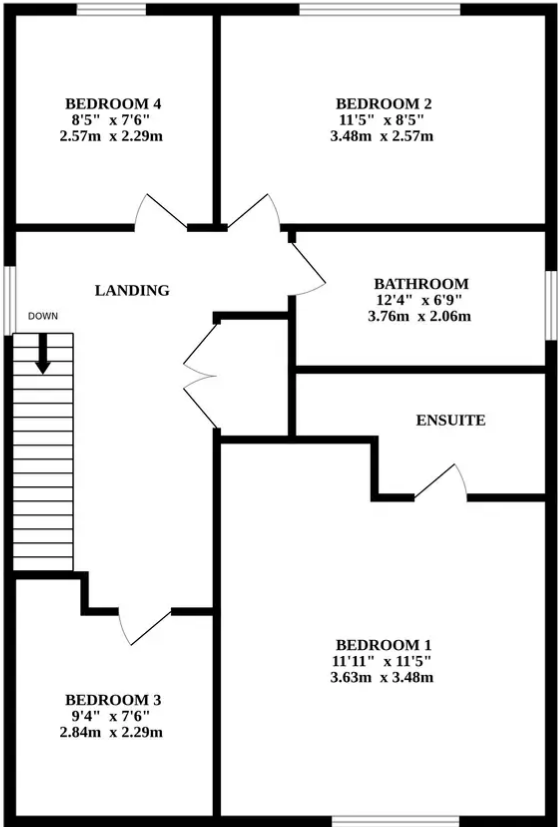 BEDROOM 4
8'5" x 7'6"
2.57m x 2.29m
BEDROOM 2
11'5" x 8'5"
3.48m x 2.57m
LANDING
BATHROOM
12'4" x 6'9"
3.76m x 2.06m
DOWN
ENSUITE
BEDROOM 1
11'11" x 11'5"
3.63m x 3.48m
BEDROOM 3
9'4" x 7'6"
2.84m x 2.29m